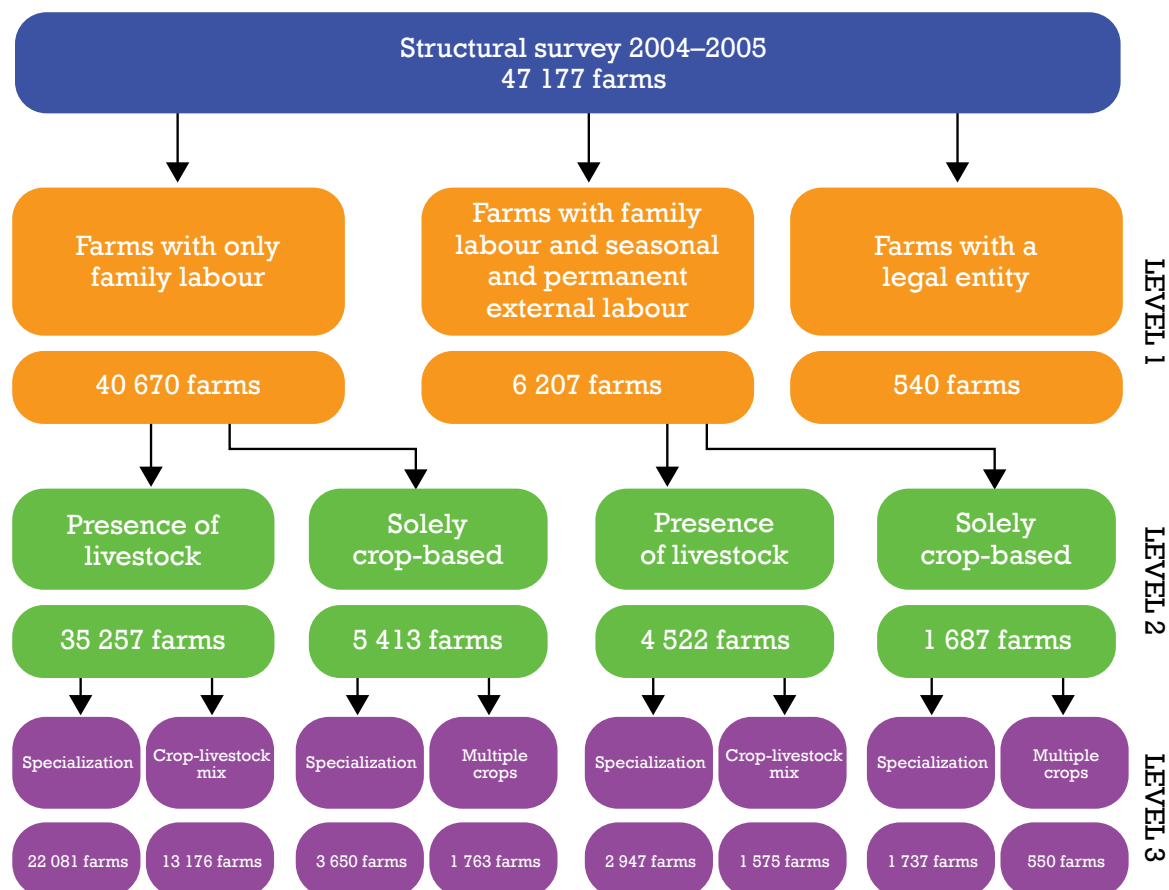 Structural survey 2004–2005
47 177 farms
Farms with only
family labour
Farms with family
labour and seasonal
and permanent
external labour
Farms with a
legal entity
LEVEL 1
40 670 farms
6 207 farms
540 farms
Presence of
livestock
Solely
crop-based
Presence
of livestock
Solely
crop-based
LEVEL 2
35 257 farms
5 413 farms
4 522 farms
1 687 farms
Specialization
Crop-livestock
mix
Specialization
Multiple
crops
Specialization
Crop-livestock
mix
Specialization
Multiple
crops
LEVEL 3
22 081 farms
13 176 farms
3 650 farms
1 763 farms
2 947 farms
1 575 farms
1 737 farms
550 farms